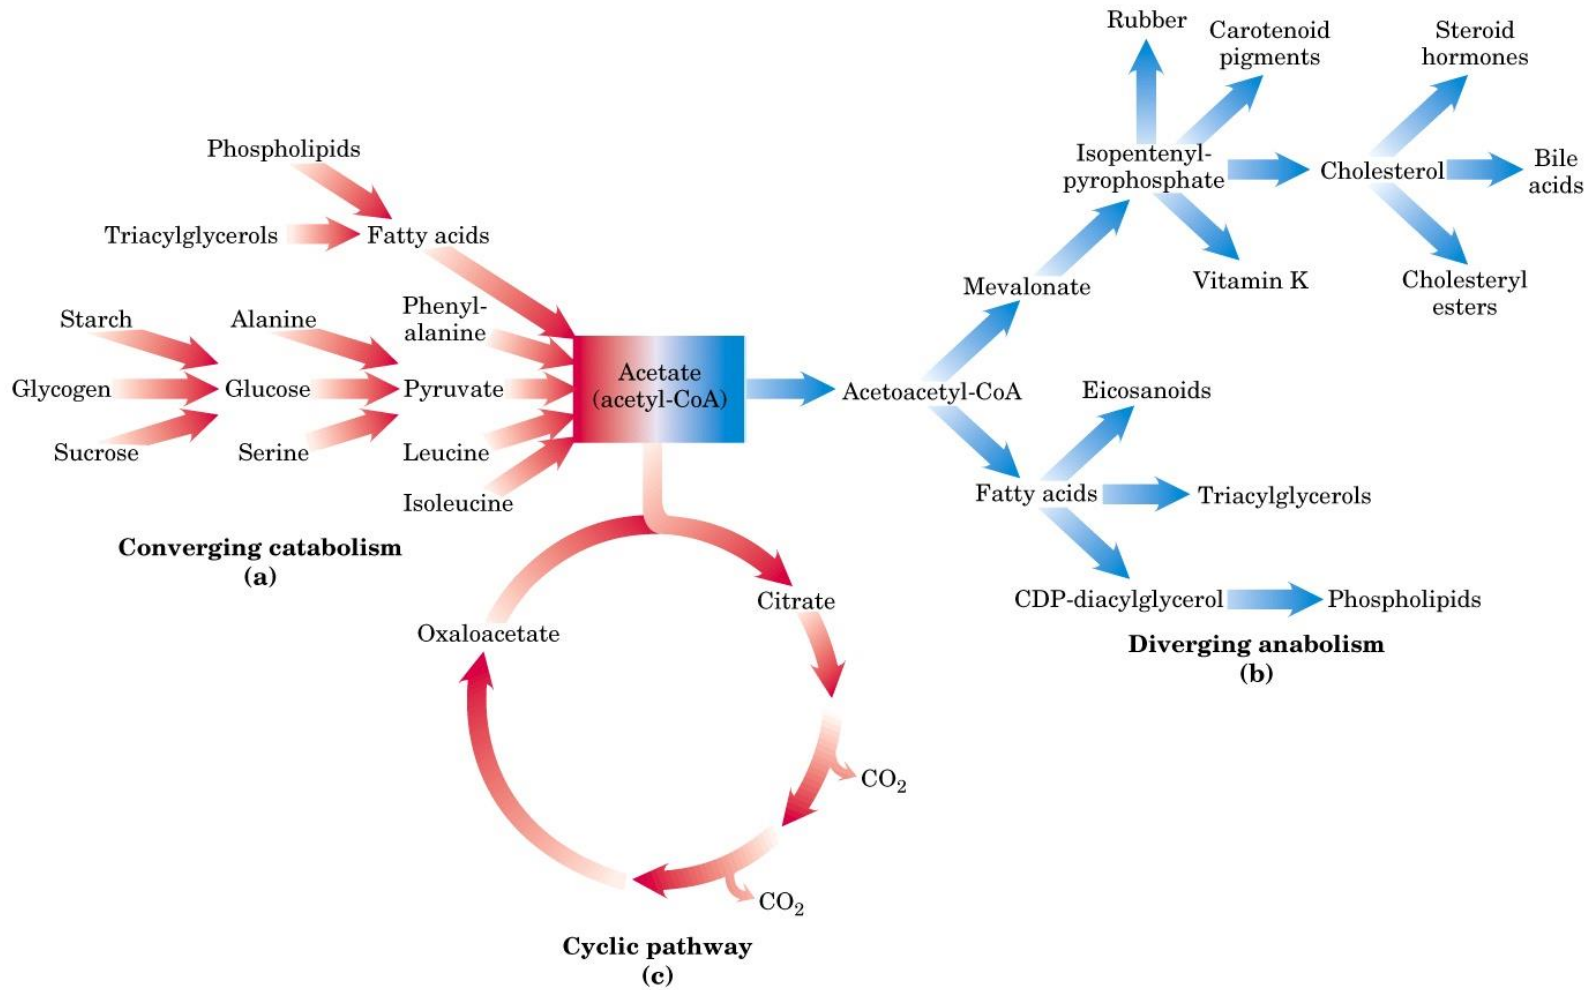 Rubber
Carotenoid
pigments
Steroid
hormones
Phospholipids
Isopentenyl-
pyrophosphate
Cholesterol
Bile
acids
Triacylglycerols
Fatty acids
Mevalonate
Vitamin K
Cholesteryl
esters
Starch
Alanine
Phenyl-
alanine
Glycogen
Glucose
Pyruvate
Acetate
(acetyl-CoA)
Acetoacetyl-CoA
Eicosanoids
Sucrose
Serine
Leucine
Isoleucine
Fatty acids
Triacylglycerols
Converging catabolism
(a)
Citrate
CDP-diacylglycerol
Phospholipids
Oxaloacetate
Diverging anabolism
(b)
CO2
CO2
Cyclic pathway
(c)